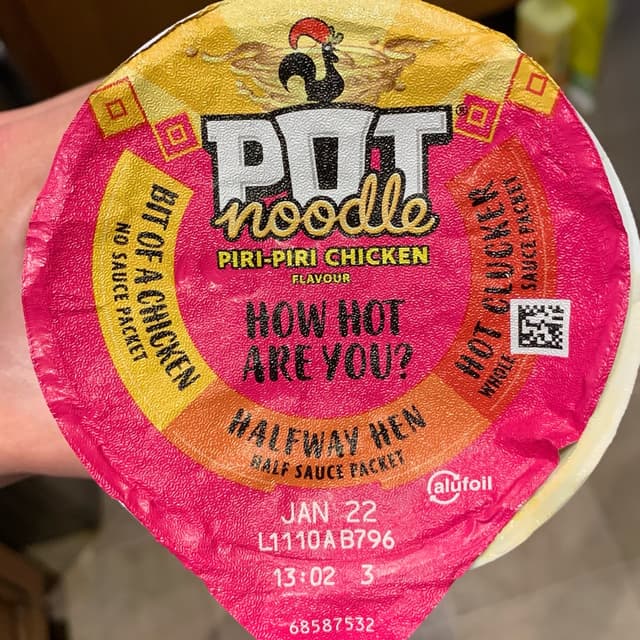 POT
noodle
PIRI-PIRI CHICKEN
FLAVOUR
HOW HOT
ARE YOU?
BIT OF A CHICKEN
NO SAUCE PACKET
HALFWAY HEN
HALF SAUCE PACKET
HOT CLUCKER
WHOLE SAUCE PACKET
alufoil
JAN 22
L1110AB796
13:02 3
68587532